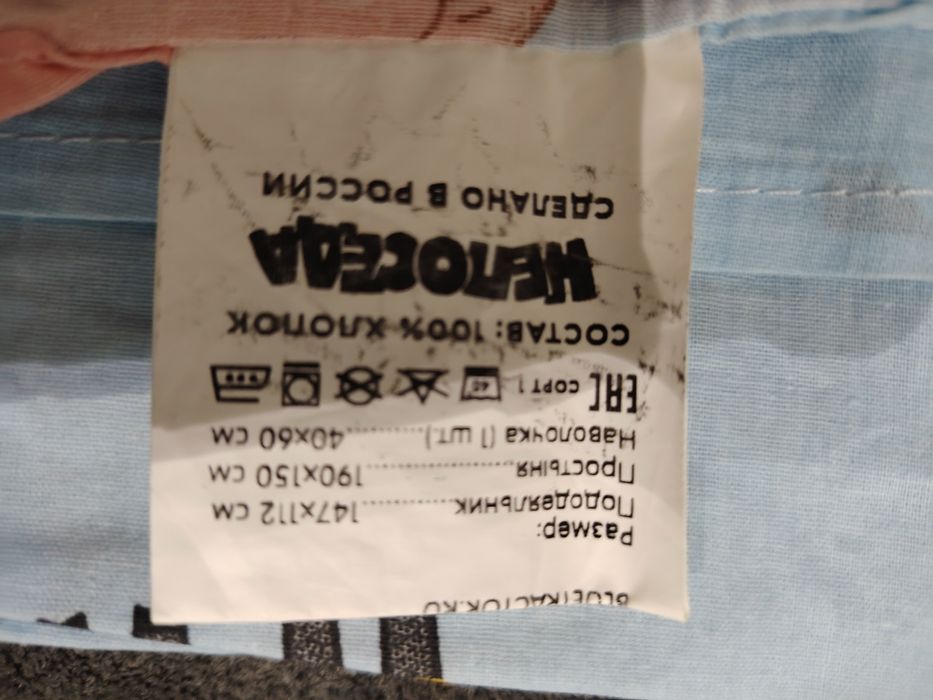 Размер:
Пододеяльник..........147x112 см
Простыня....................190x150 см
Наволочка (1 шт.)..........40x60 см
EAC СОРТ 1 40
СОСТАВ: 100% ХЛОПОК
НЕПОСЕДА
СДЕЛАНО В РОССИИ